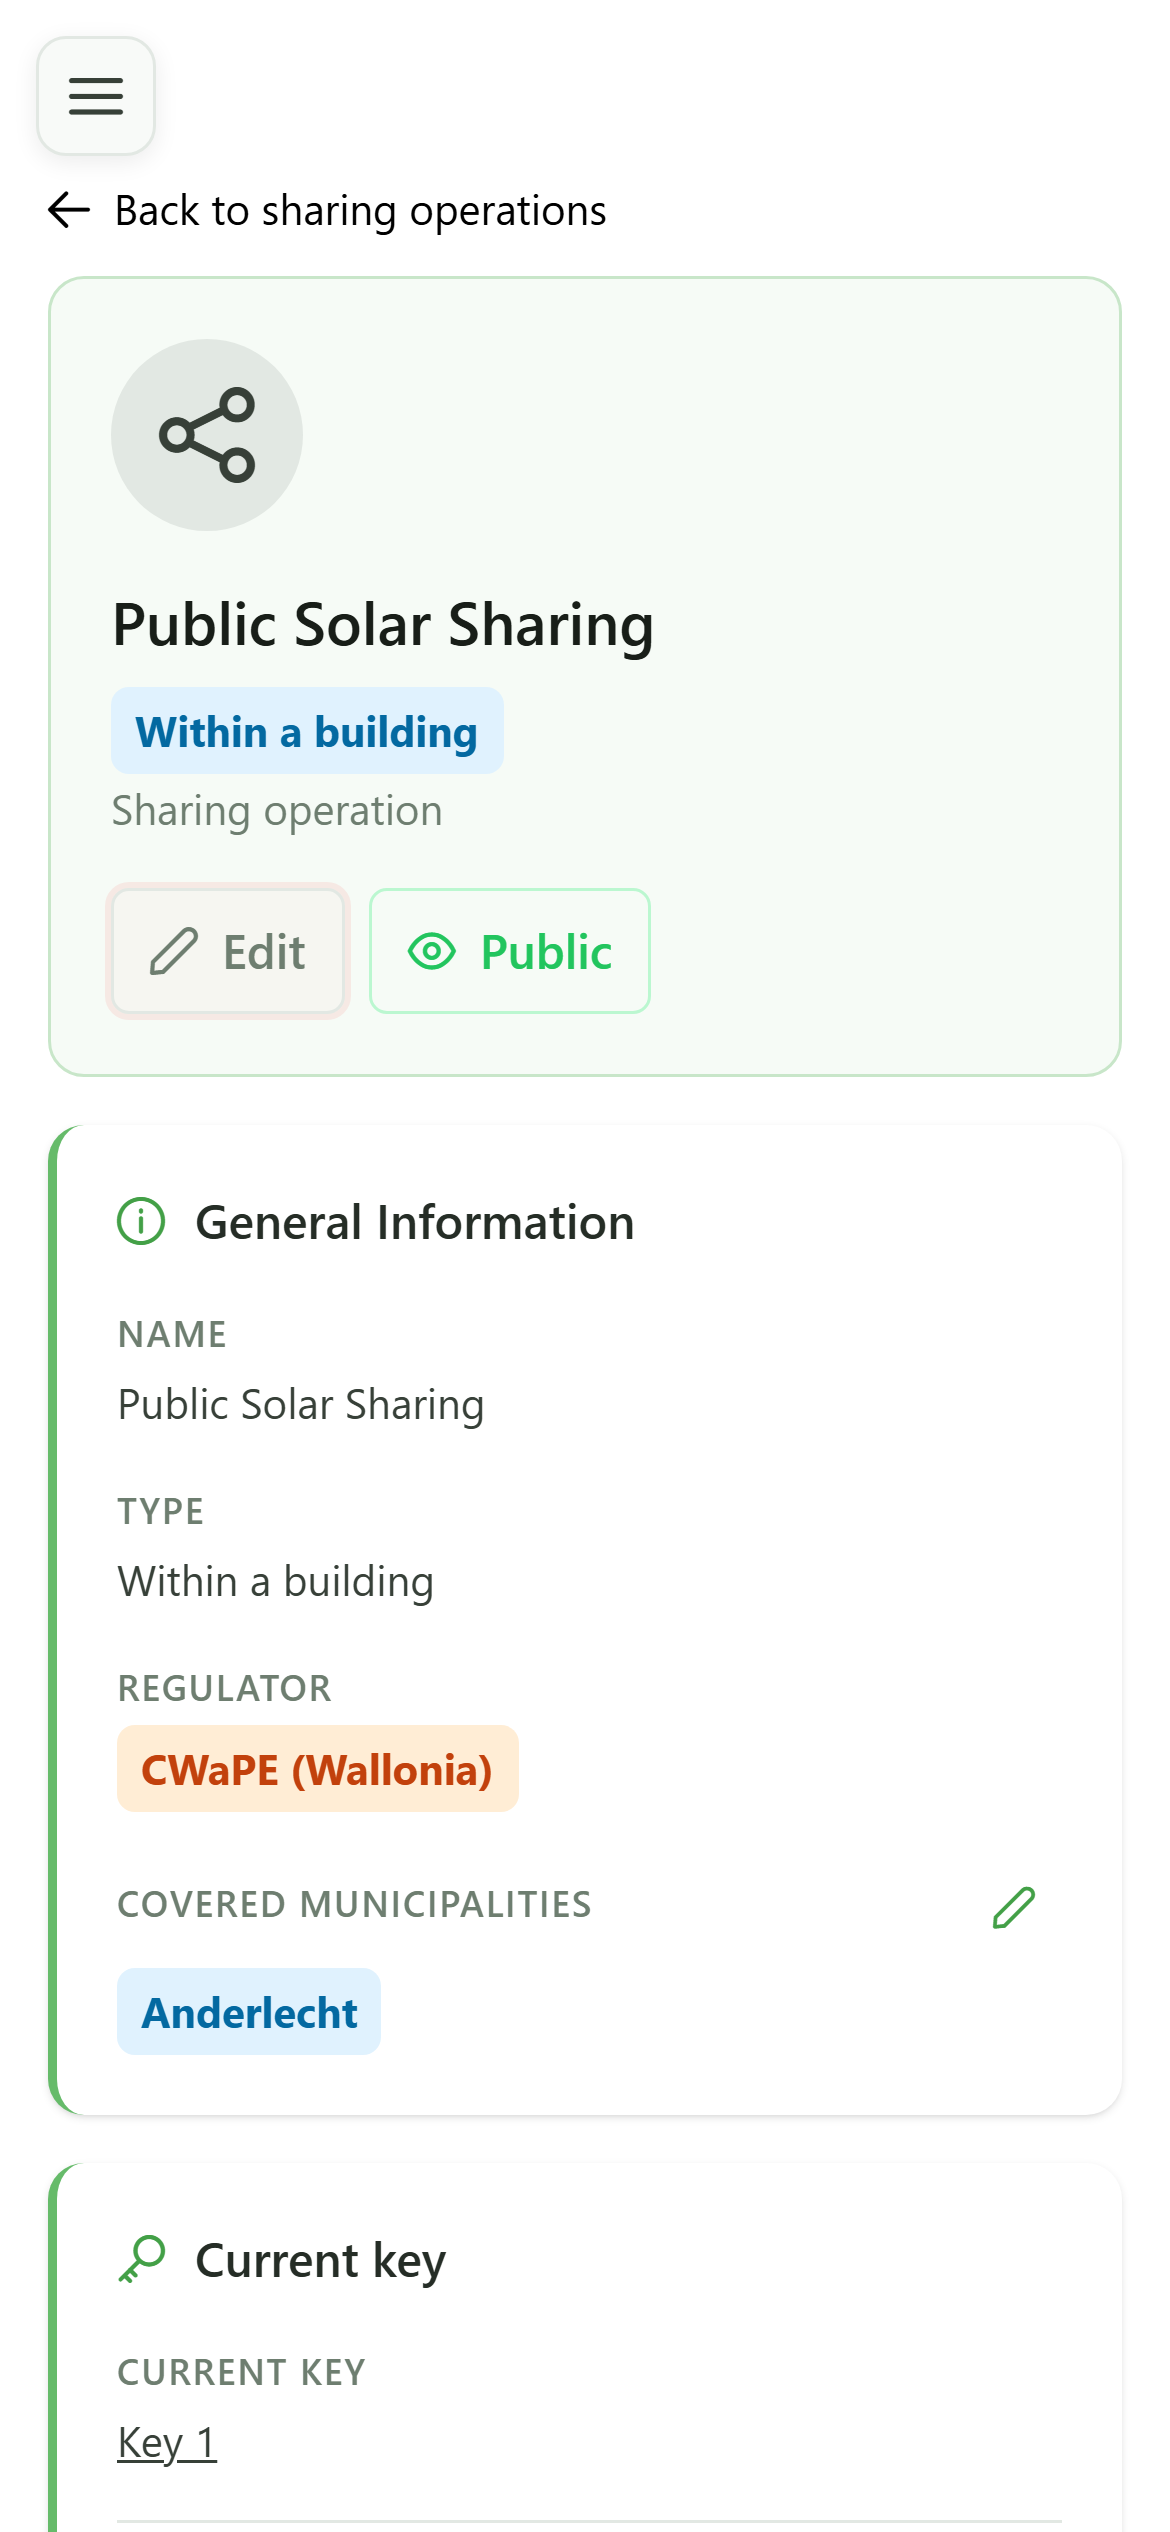 Back to sharing operations
Public Solar Sharing
Within a building
Sharing operation
Edit
Public
General Information
NAME
Public Solar Sharing
TYPE
Within a building
REGULATOR
CWaPE (Wallonia)
COVERED MUNICIPALITIES
Anderlecht
Current key
CURRENT KEY
Key 1